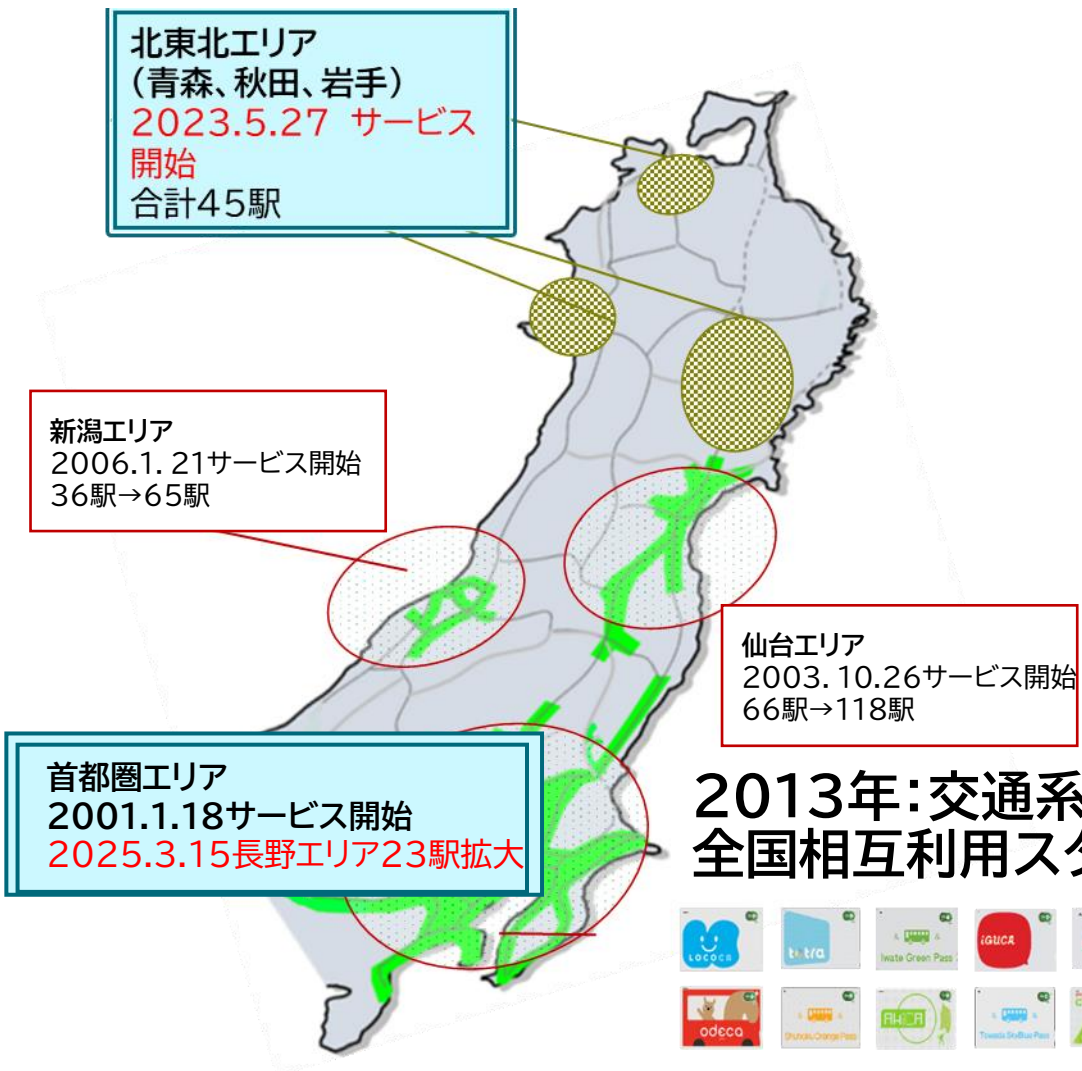 北東北エリア
(青森、秋田、岩手)
2023.5.27 サービス
開始
合計45駅
新潟エリア
2006.1.21サービス開始
36駅→65駅
仙台エリア
2003.10.26サービス開始
66駅→118駅
首都圏エリア
2001.1.18サービス開始
2025.3.15長野エリア23駅拡大
2013年:交通系
全国相互利用スタ
LOCOCA
totra
Iwate Green Pass
iGUCA
odeca
Shuhoku Orange Pass
AKICA
Towada SkyBlue Pass